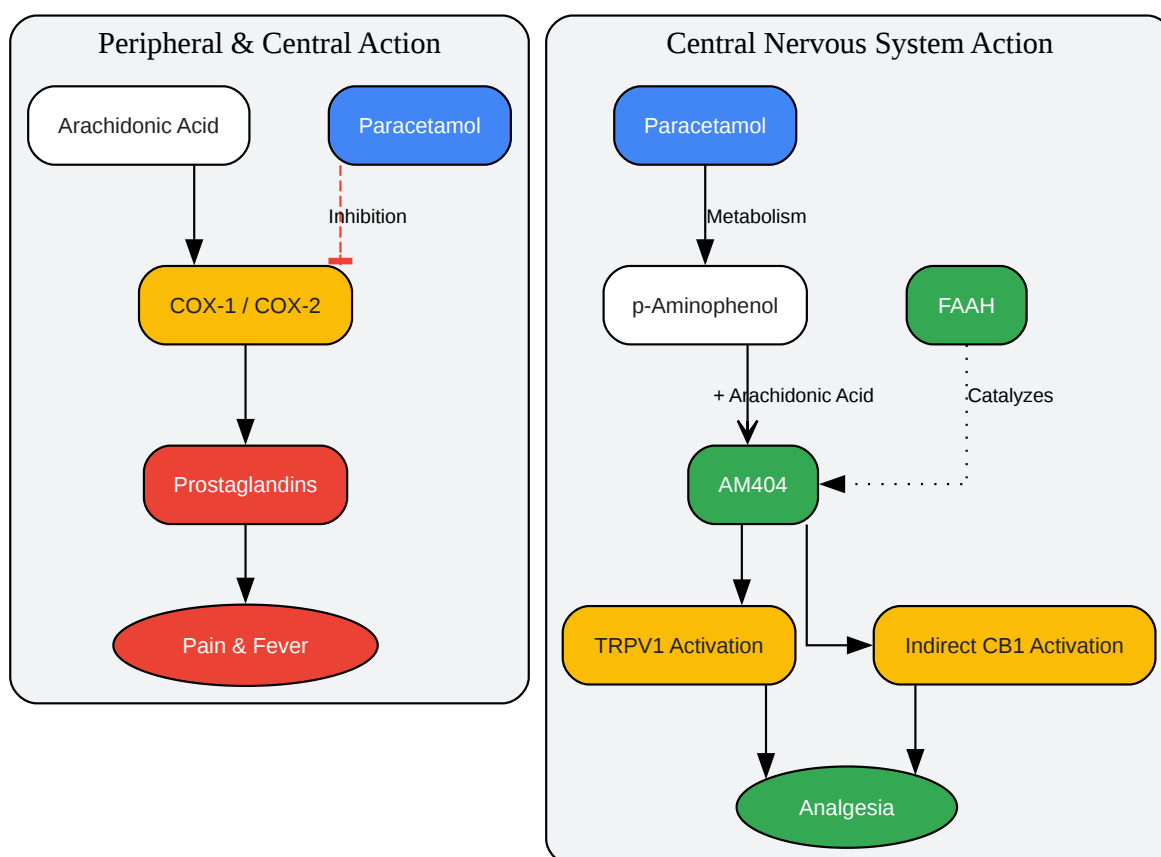 Peripheral & Central Action
Arachidonic Acid
Paracetamol
Inhibition
COX-1 / COX-2
Prostaglandins
Pain & Fever
Central Nervous System Action
Paracetamol
Metabolism
p-Aminophenol
FAAH
+ Arachidonic Acid
Catalyzes
AM404
TRPV1 Activation
Indirect CB1 Activation
Analgesia